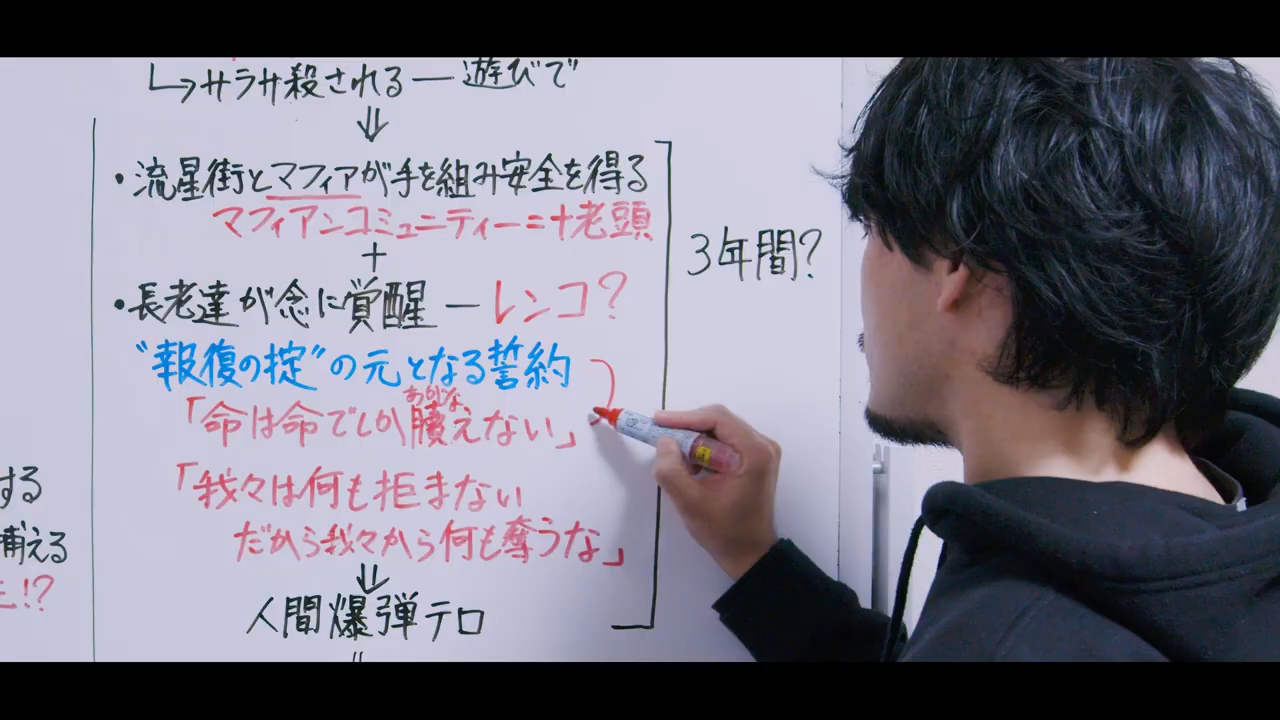 ↳サラサ殺される ― 遊びで
⇓
・流星街とマフィアが手を組み安全を得る
マフィアンコミュニティー=十老頭
+
・長老達が念に覚醒 ― レンコ?
3年間?
"報復の掟"の元となる誓約
あがな
「命は命でしか贖えない」
「我々は何も拒まない
だから我々から何も奪うな」
⇓
人間爆弾テロ
する
捕える
!?